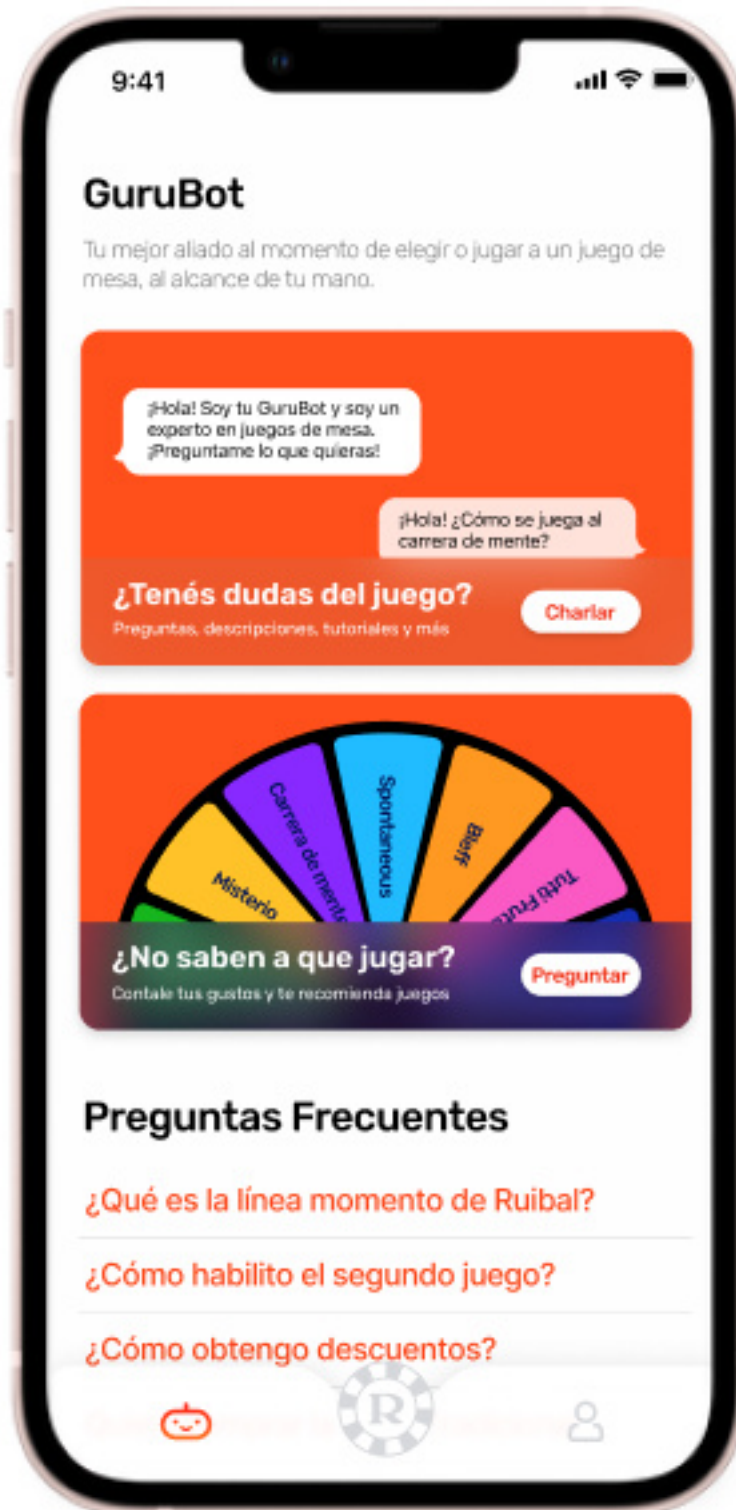 9:41
GuruBot
Tu mejor aliado al momento de elegir o jugar a un juego de
mesa, al alcance de tu mano.
¡Hola! Soy tu GuruBot y soy un
experto en juegos de mesa.
¡Preguntame lo que quieras!
¡Hola! ¿Cómo se juega al
carrera de mente?
¿Tenés dudas del juego?
Preguntas, descripciones, tutoriales y más
Charlar
Misterio
Carrera de mente
Spontaneous
Bleff
Tutti Frut
¿No saben a que jugar?
Contale tus gustos y te recomienda juegos
Preguntar
Preguntas Frecuentes
¿Qué es la línea momento de Ruibal?
¿Cómo habilito el segundo juego?
¿Cómo obtengo descuentos?
R